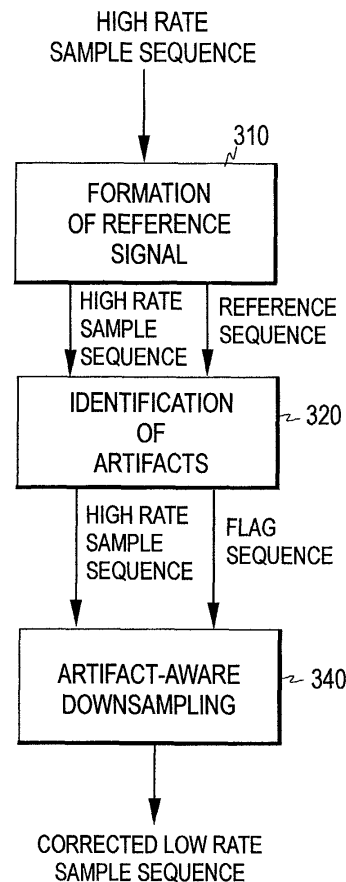 HIGH RATE
SAMPLE SEQUENCE
310
FORMATION
OF REFERENCE
SIGNAL
HIGH RATE
SAMPLE
SEQUENCE
REFERENCE
SEQUENCE
IDENTIFICATION
OF
ARTIFACTS
320
HIGH RATE
SAMPLE
SEQUENCE
FLAG
SEQUENCE
ARTIFACT-AWARE
DOWNSAMPLING
340
CORRECTED LOW RATE
SAMPLE SEQUENCE